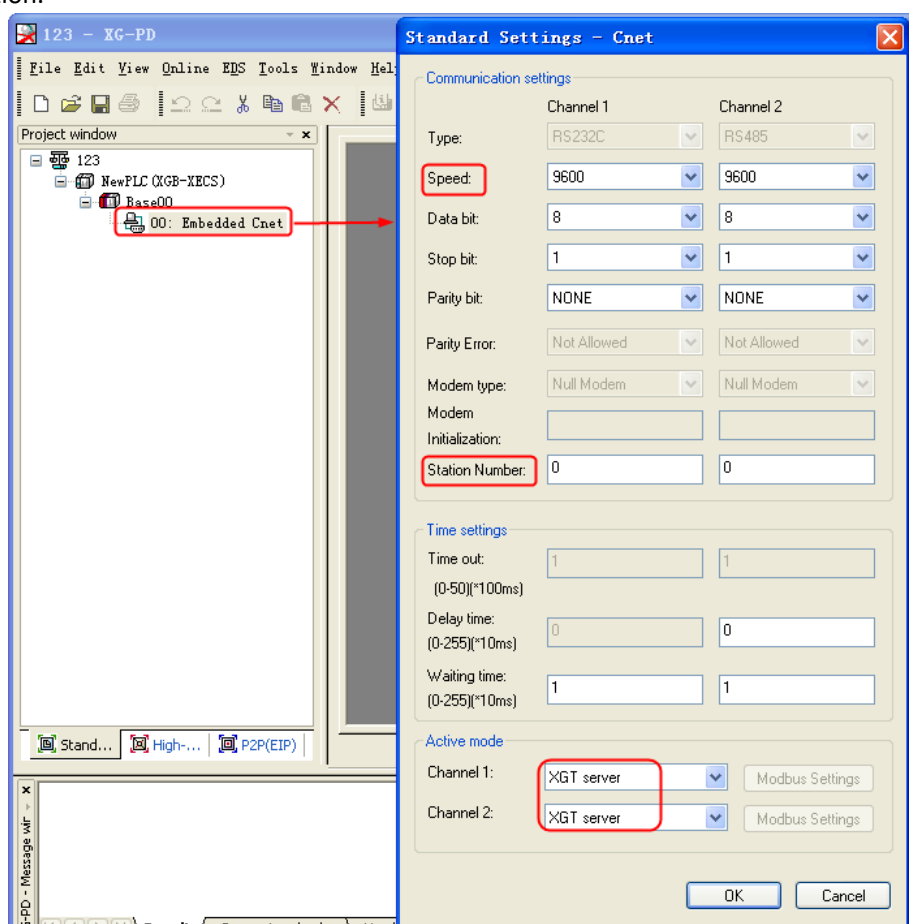 tion.
123 - XG-PD
File Edit View Online EDS Tools Window Hel
Project window
123
NewPLC(XGB-XECS)
Base00
00: Embedded Cnet
Stand...
High-...
P2P(EIP)
Standard Settings - Cnet
Communication settings
Channel 1 Channel 2
Type: RS232C RS485
Speed: 9600 9600
Data bit: 8 8
Stop bit: 1 1
Parity bit: NONE NONE
Parity Error: Not Allowed Not Allowed
Modem type: Null Modem Null Modem
Modem
Initialization:
Station Number: 0 0
Time settings
Time out: 1 1
(0-50)(*100ms)
Delay time:
(0-255)(*10ms) 0 0
Waiting time:
(0-255)(*10ms) 1 1
Active mode
Channel 1: XGT server Modbus Settings
Channel 2: XGT server Modbus Settings
OK Cancel